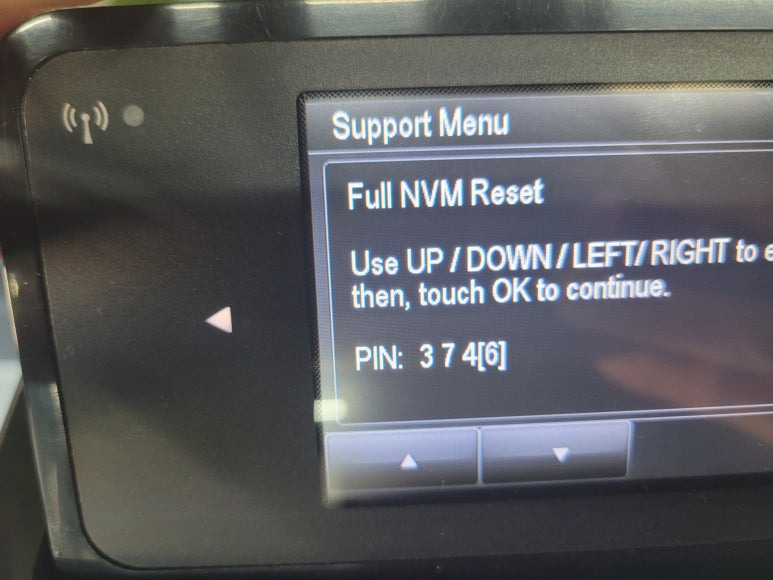 Support Menu
Full NVM Reset
Use UP / DOWN / LEFT/ RIGHT to
then, touch OK to continue.
PIN: 3 7 4[6]